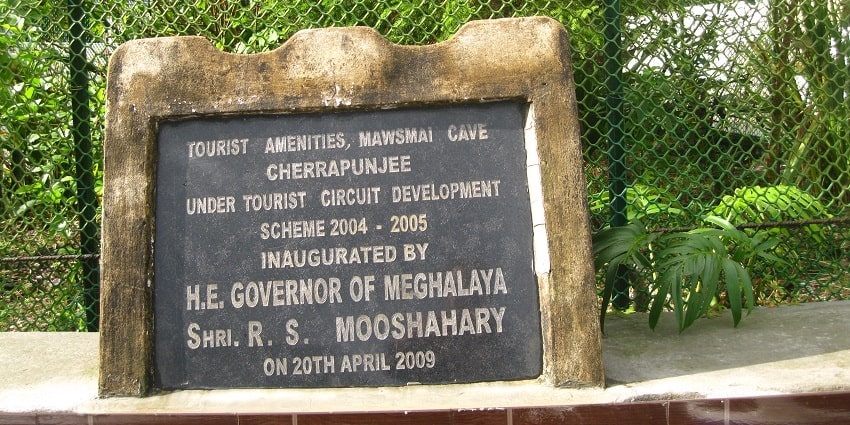 TOURIST AMENITIES, MAWSMAI CAVE
CHERRAPUNJEE
UNDER TOURIST CIRCUIT DEVELOPMENT
SCHEME 2004 - 2005
INAUGURATED BY
H.E. GOVERNOR OF MEGHALAYA
SHRI. R. S. MOOSHAHARY
ON 20TH APRIL 2009